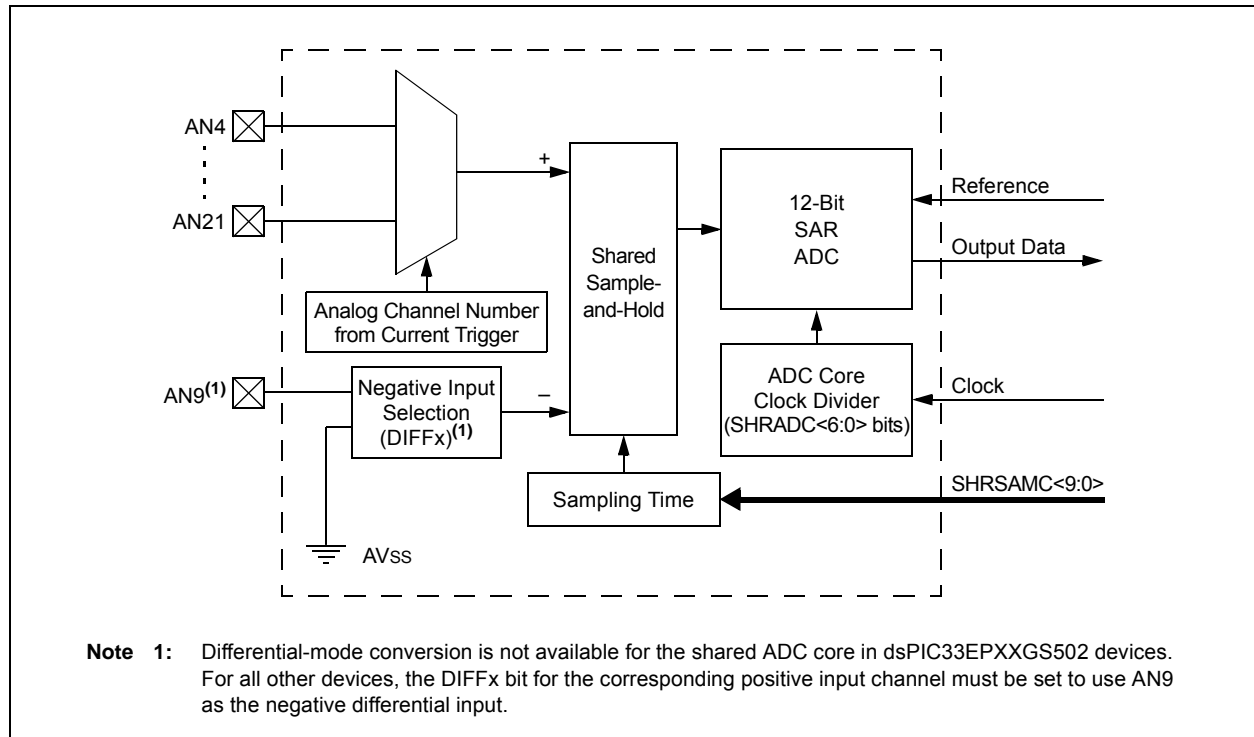 AN4
AN21
+
Analog Channel Number
from Current Trigger
AN9(1)
Negative Input
Selection
(DIFFx)(1)
–
AVSS
Shared
Sample-
and-Hold
Sampling Time
12-Bit
SAR
ADC
ADC Core
Clock Divider
(SHRADC<6:0> bits)
Reference
Output Data
Clock
SHRSAMC<9:0>
Note 1: Differential-mode conversion is not available for the shared ADC core in dsPIC33EPXXGS502 devices.
For all other devices, the DIFFx bit for the corresponding positive input channel must be set to use AN9
as the negative differential input.